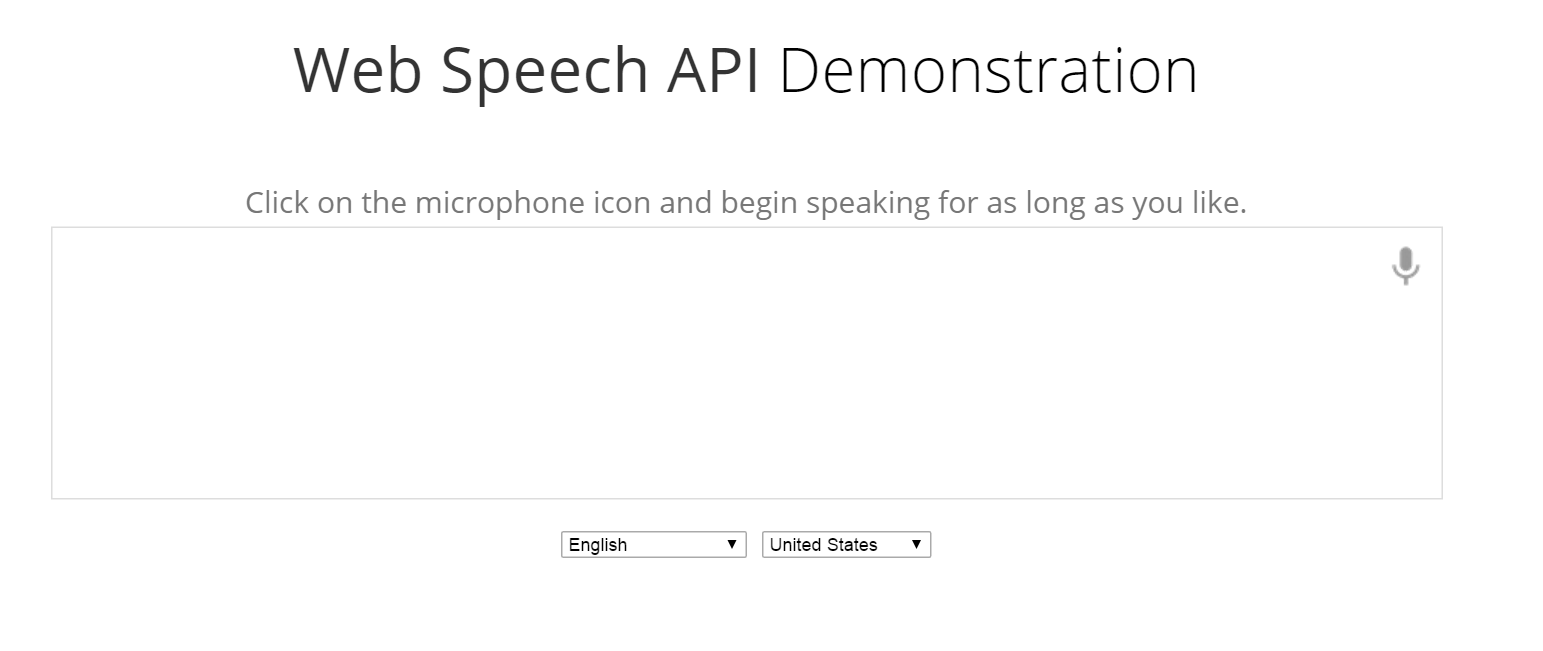 Web Speech API Demonstration
Click on the microphone icon and begin speaking for as long as you like.
English United States